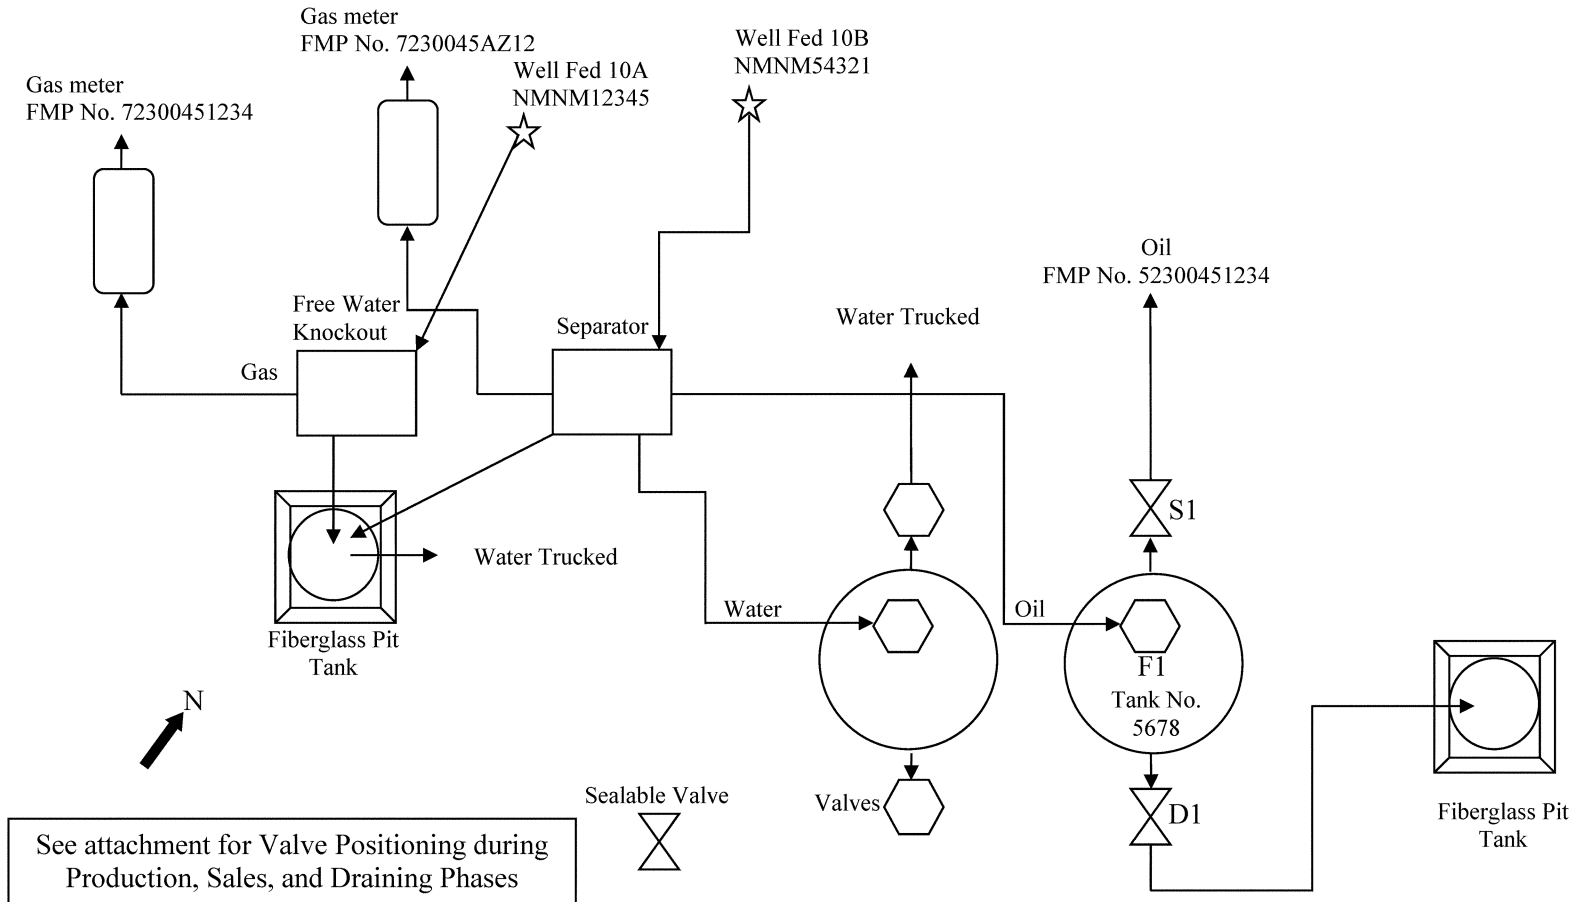 Gas meter
FMP No. 7230045AZ12
Well Fed 10B
NMNM54321
Well Fed 10A
NMNM12345
Gas meter
FMP No. 72300451234
Oil
FMP No. 52300451234
Free Water
Knockout
Separator
Water Trucked
Gas
S1
Water Trucked
Water
Oil
Fiberglass Pit
Tank
F1
Tank No.
5678
N
Sealable Valve
Valves
D1
Fiberglass Pit
Tank
See attachment for Valve Positioning during
Production, Sales, and Draining Phases